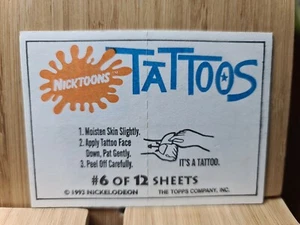 NICKTOONS TATTOOS
1. Moisten Skin Slightly.
2. Apply Tattoo Face
Down, Pat Gently.
3. Peel Off Carefully.
IT'S A TATTOO.
#6 OF 12 SHEETS
© 1993 NICKELODEON THE TOPPS COMPANY, INC.